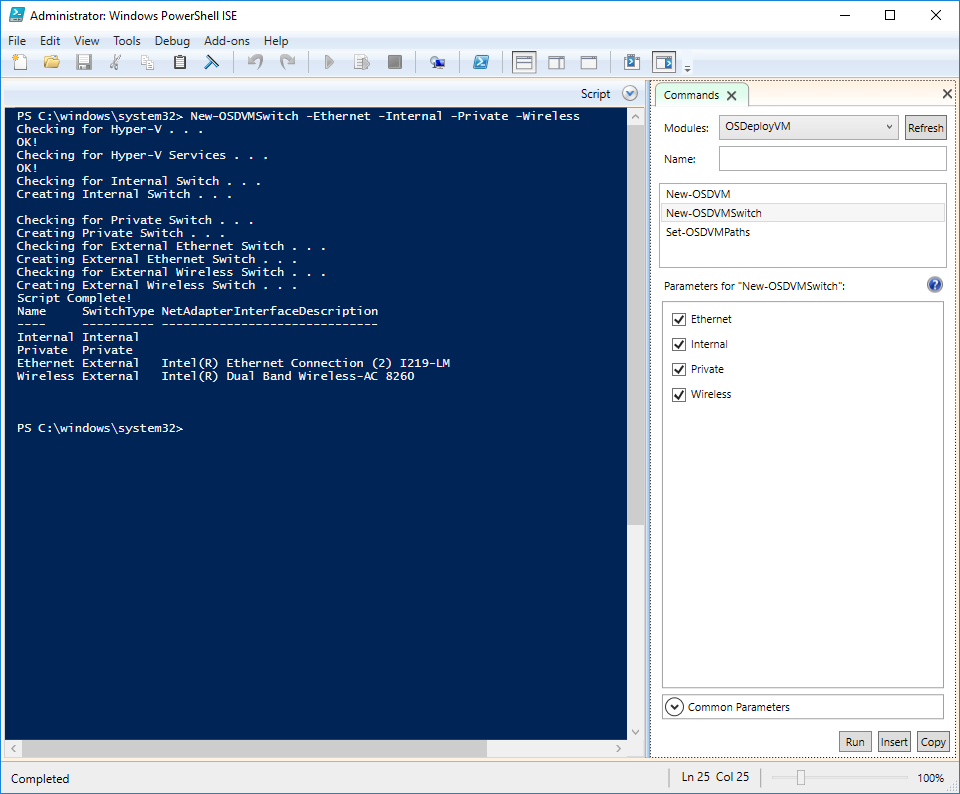 Administrator: Windows PowerShell ISE
File Edit View Tools Debug Add-ons Help
Script
PS C:\windows\system32> New-OSDVMSwitch -Ethernet -Internal -Private -Wireless
Checking for Hyper-V . . .
OK!
Checking for Hyper-V Services . . .
OK!
Checking for Internal Switch . . .
Creating Internal Switch . . .
Checking for Private Switch . . .
Creating Private Switch . . .
Checking for External Ethernet Switch . . .
Creating External Ethernet Switch . . .
Checking for External Wireless Switch . . .
Creating External Wireless Switch . . .
Script Complete!
Name     SwitchType NetAdapterInterfaceDescription
----     ---------- ------------------------------
Internal Internal
Private  Private
Ethernet External   Intel(R) Ethernet Connection (2) I219-LM
Wireless External   Intel(R) Dual Band Wireless-AC 8260
PS C:\windows\system32>
Commands
Modules: OSDeployVM Refresh
Name:
New-OSDVM
New-OSDVMSwitch
Set-OSDVMPaths
Parameters for "New-OSDVMSwitch": ?
Ethernet
Internal
Private
Wireless
Common Parameters
Run Insert Copy
Completed Ln 25 Col 25 100%